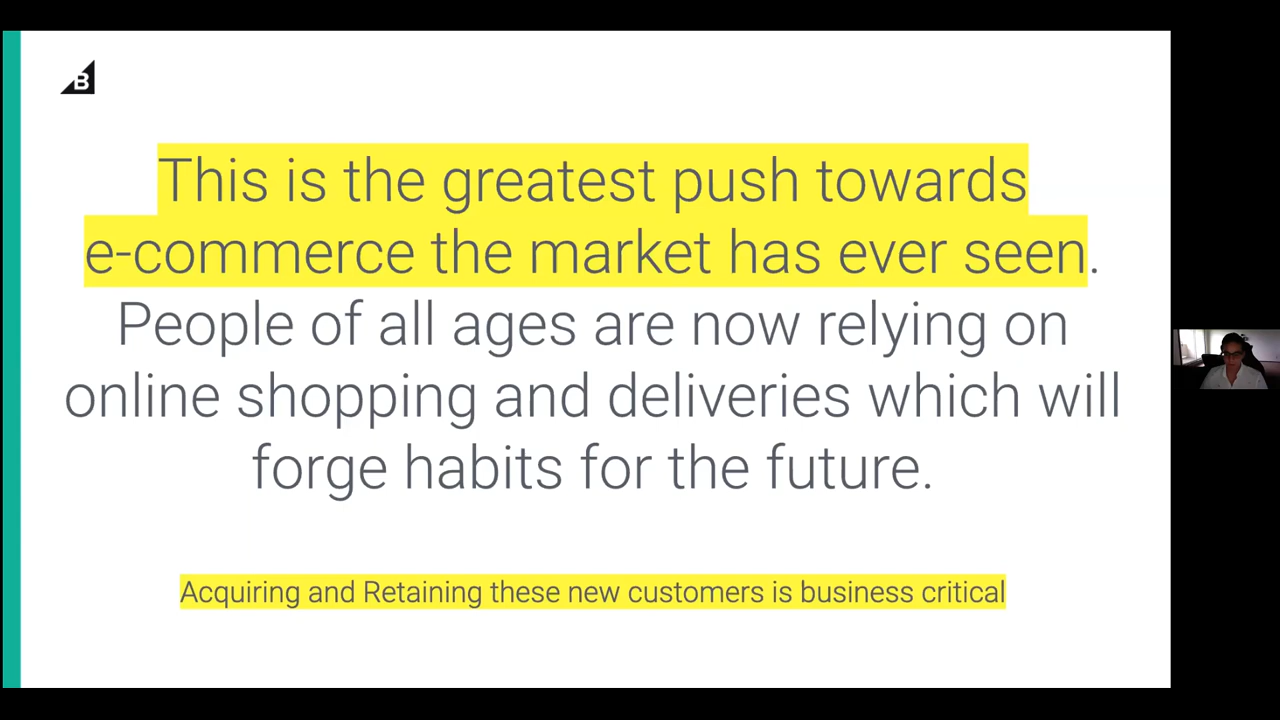 B
This is the greatest push towards
e-commerce the market has ever seen.
People of all ages are now relying on
online shopping and deliveries which will
forge habits for the future.
Acquiring and Retaining these new customers is business critical